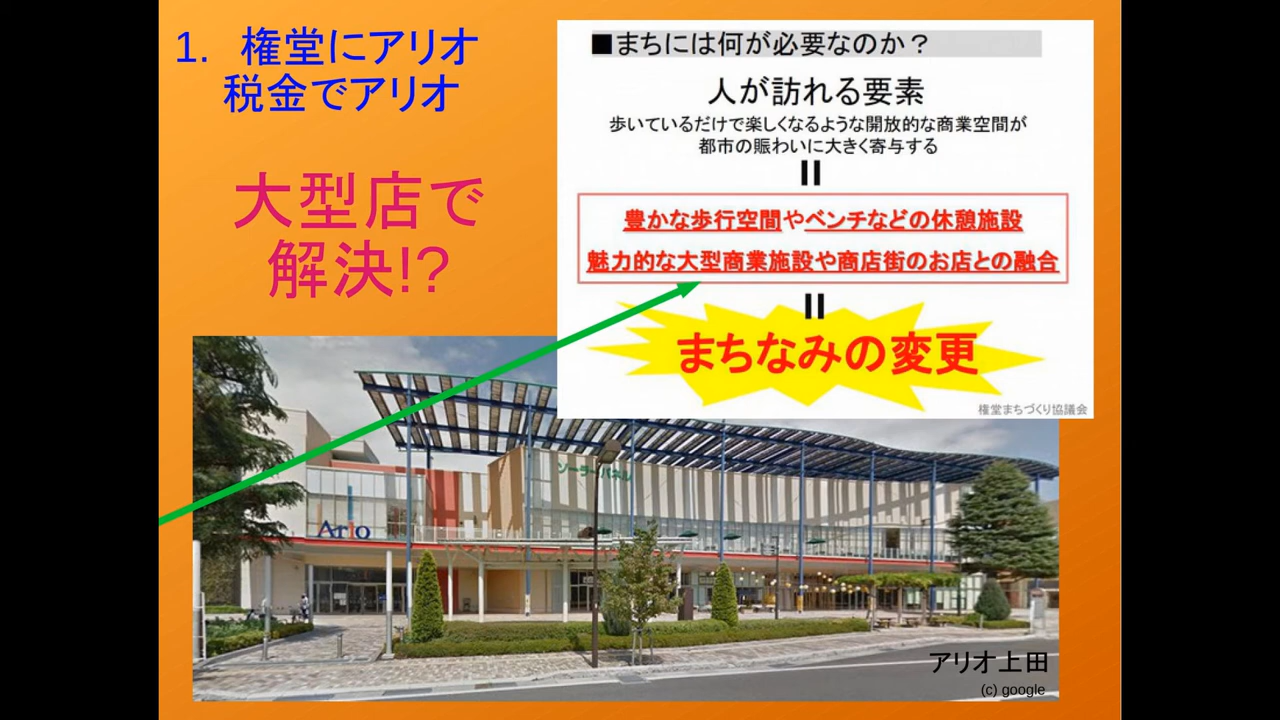 1. 権堂にアリオ
税金でアリオ
大型店で
解決!?
■まちには何が必要なのか？
人が訪れる要素
歩いているだけで楽しくなるような開放的な商業空間が
都市の賑わいに大きく寄与する
=
豊かな歩行空間やベンチなどの休憩施設
魅力的な大型商業施設や商店街のお店との融合
=
まちなみの変更
権堂まちづくり協議会
ソーラーパネル
Ario
アリオ上田
(c) google